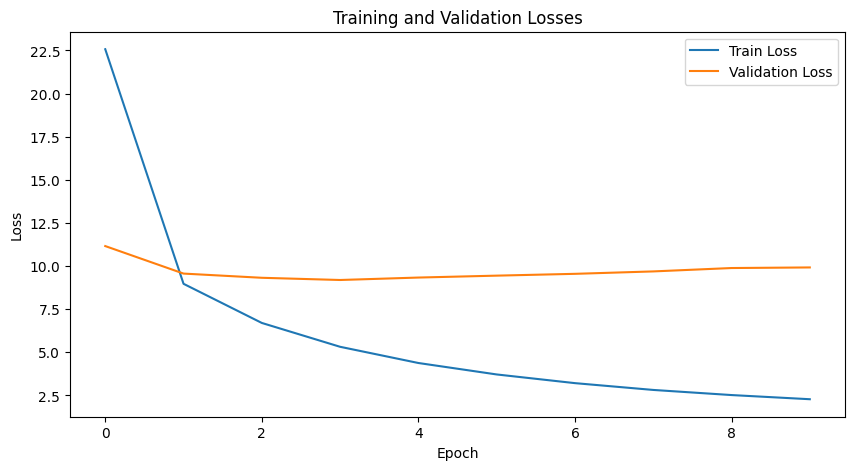 Training and Validation Losses
Train Loss
Validation Loss
22.5
20.0
17.5
15.0
12.5
10.0
7.5
5.0
2.5
Loss
0 2 4 6 8
Epoch